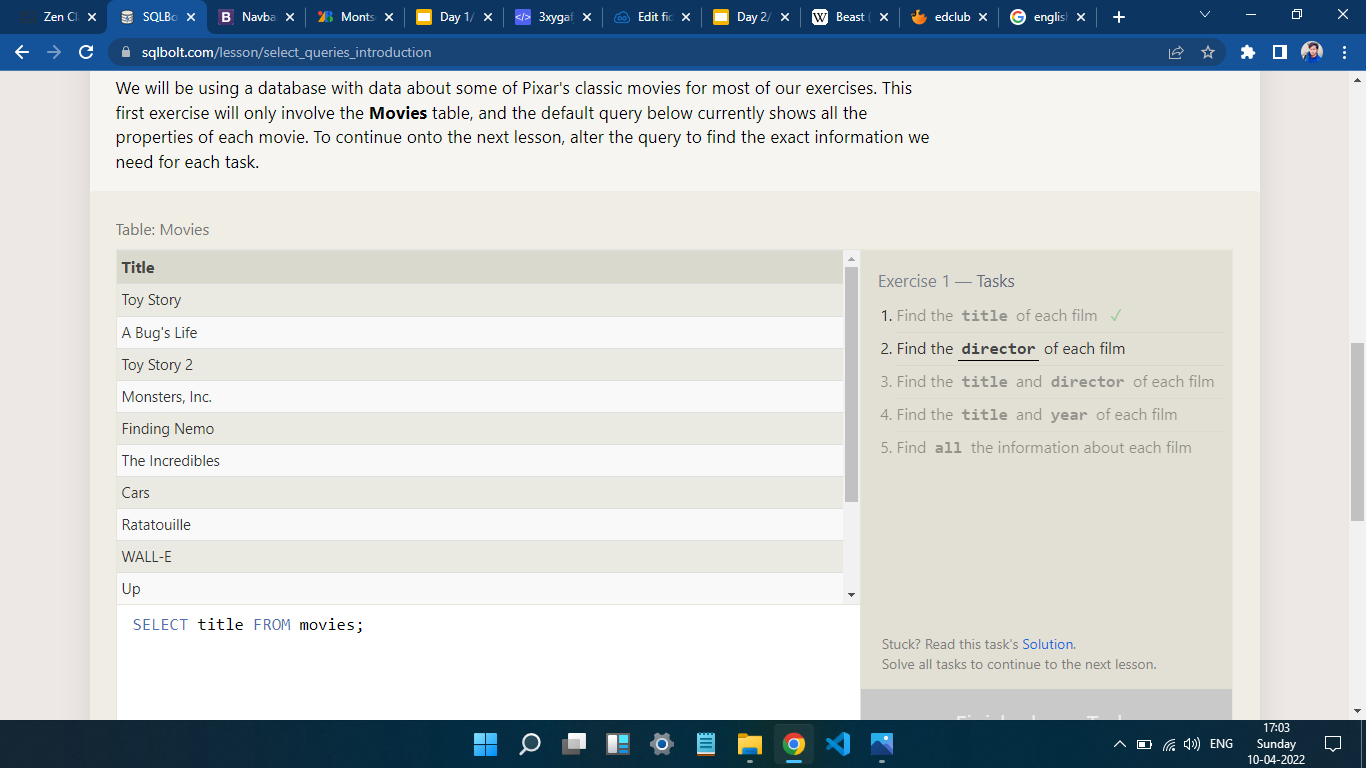 Zen Cl
SQLBo
Navba
Monts
Day 1/
3xygaf
Edit fi
Day 2/
Beast (
edclub
english
sqlbolt.com/lesson/select_queries_introduction
We will be using a database with data about some of Pixar's classic movies for most of our exercises. This
first exercise will only involve the Movies table, and the default query below currently shows all the
properties of each movie. To continue onto the next lesson, alter the query to find the exact information we
need for each task.
Table: Movies
Title
Toy Story
A Bug's Life
Toy Story 2
Monsters, Inc.
Finding Nemo
The Incredibles
Cars
Ratatouille
WALL-E
Up
SELECT title FROM movies;
Exercise 1 — Tasks
1. Find the title of each film ✓
2. Find the director of each film
3. Find the title and director of each film
4. Find the title and year of each film
5. Find all the information about each film
Stuck? Read this task's Solution.
Solve all tasks to continue to the next lesson.
ENG
17:03
Sunday
10-04-2022